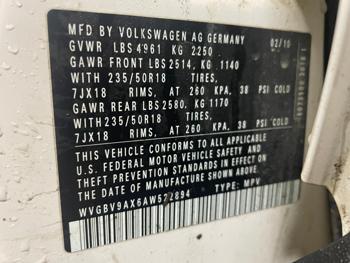 MFD BY VOLKSWAGEN AG GERMANY 02/10
GVWR LBS 4961 KG 2250
GAWR FRONT LBS 2514, KG 1140
WITH 235/50R18 TIRES,
7JX18 RIMS, AT 260 KPA, 38 PSI COLD
GAWR REAR LBS 2580. KG 1170
WITH 235/50R18 TIRES,
7JX18 RIMS, AT 260 KPA, 38 PSI COLD
THIS VEHICLE CONFORMS TO ALL APPLICABLE
U.S. FEDERAL MOTOR VEHICLE SAFETY AND
THEFT PREVENTION STANDARDS IN EFFECT ON
THE DATE OF MANUFACTURE SHOWN ABOVE
TYPE: MPV